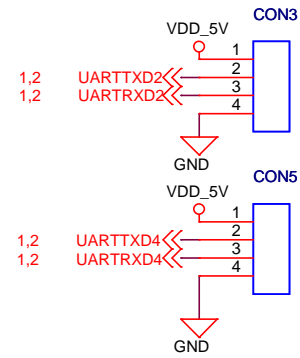 CON3
VDD_5V
1
1,2 UARTTXD2 2
1,2 UARTRXD2 3
4
GND
CON5
VDD_5V
1
1,2 UARTTXD4 2
1,2 UARTRXD4 3
4
GND